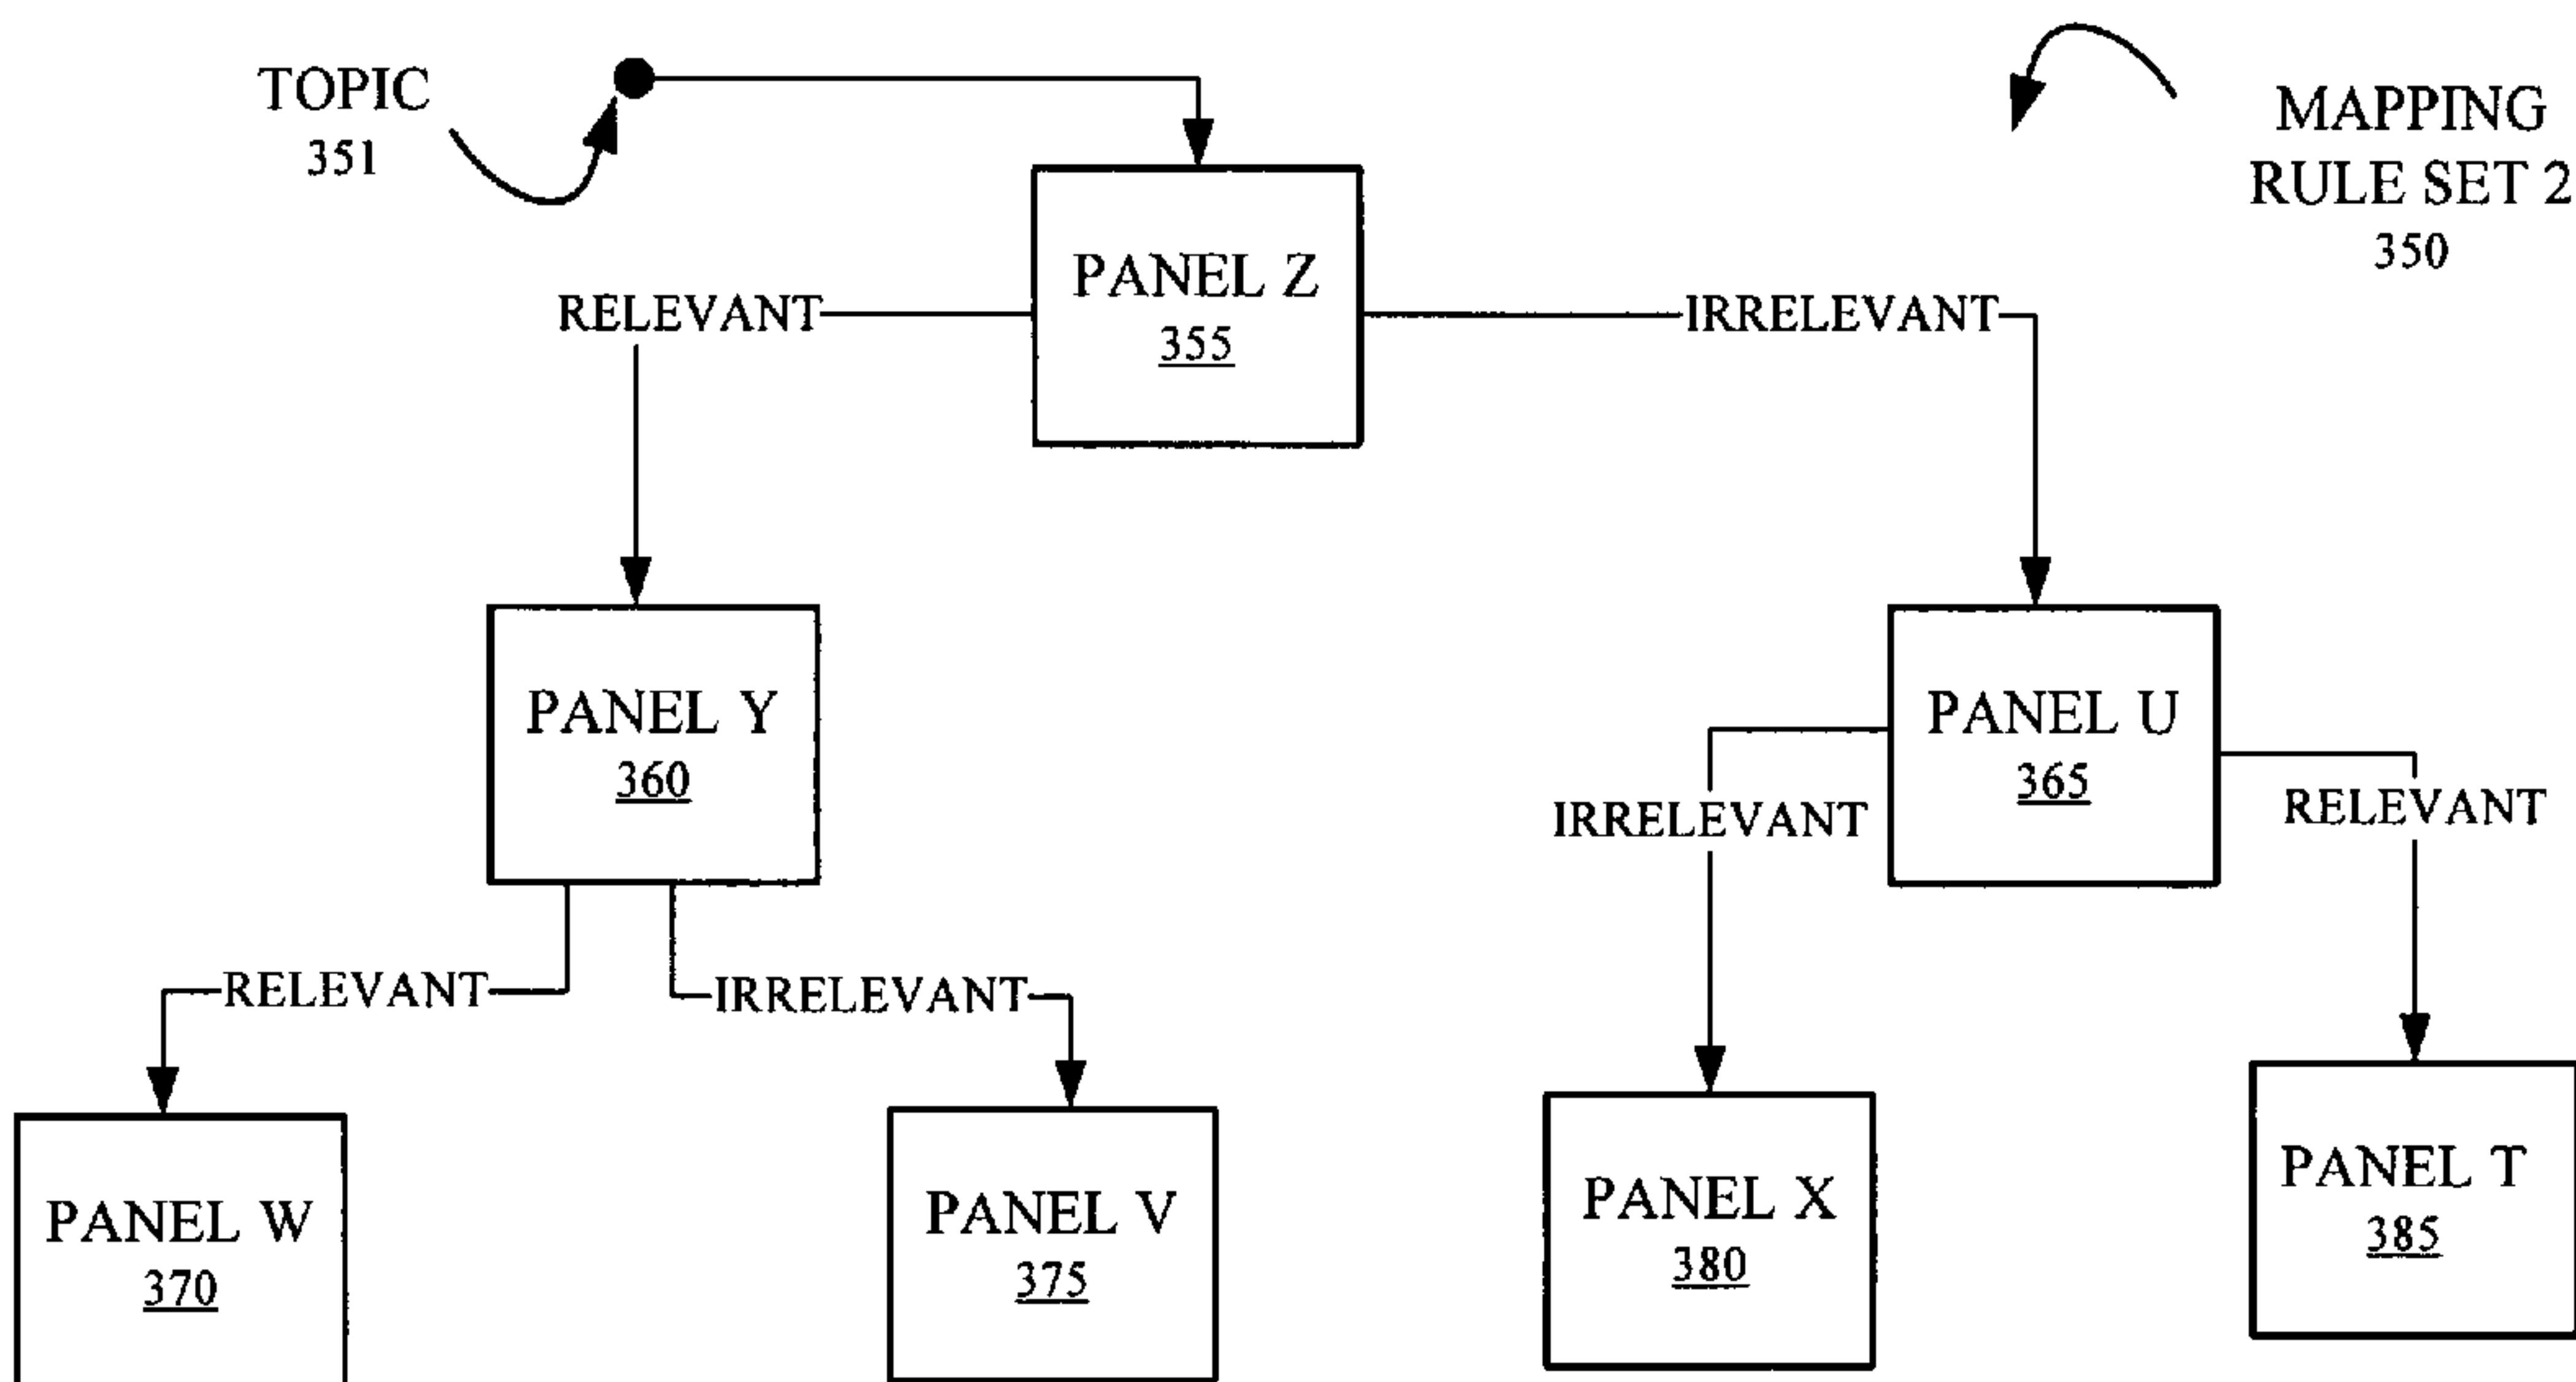 TOPIC
351
MAPPING
RULE SET 2
350
PANEL Z
355
RELEVANT
IRRELEVANT
PANEL Y
360
PANEL U
365
IRRELEVANT
RELEVANT
RELEVANT
IRRELEVANT
PANEL W
370
PANEL V
375
PANEL X
380
PANEL T
385